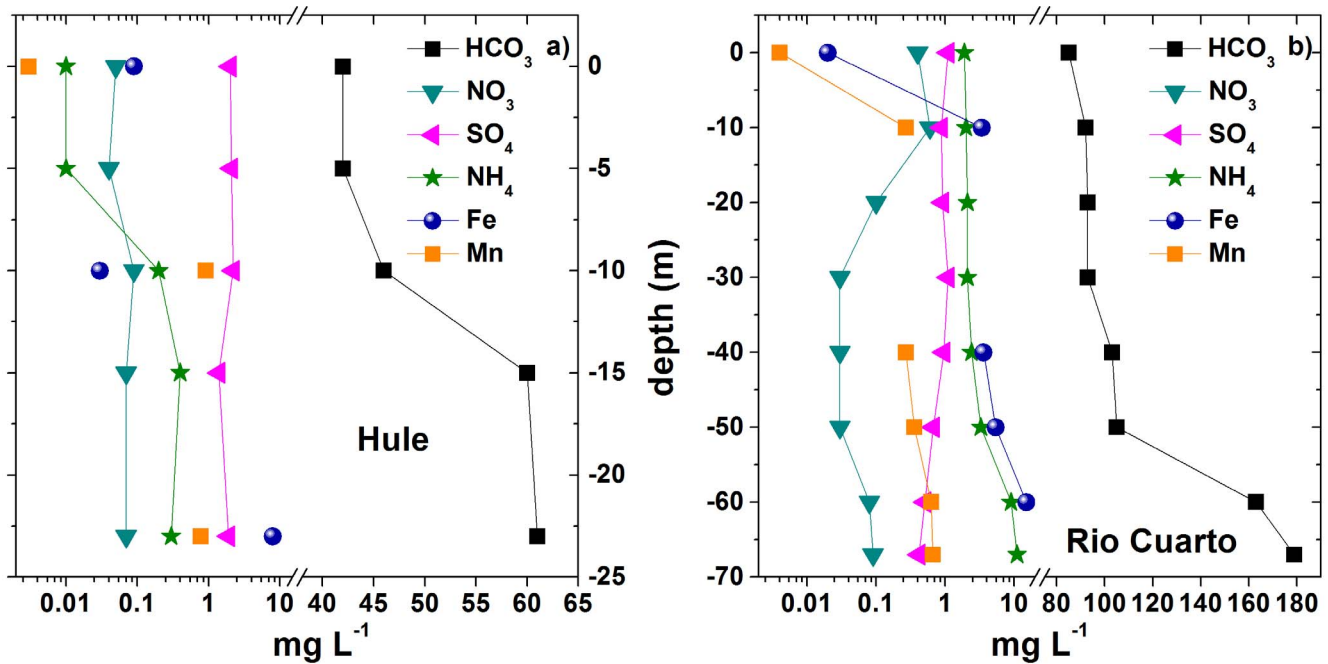 HCO3 a)
NO3
SO4
NH4
Fe
Mn
Hule
0
-5
-10
-15
-20
-25
depth (m)
0.01 0.1 1 10 40 45 50 55 60 65
mg L-1
HCO3 b)
NO3
SO4
NH4
Fe
Mn
Rio Cuarto
0
-10
-20
-30
-40
-50
-60
-70
0.01 0.1 1 10 80 100 120 140 160 180
mg L-1